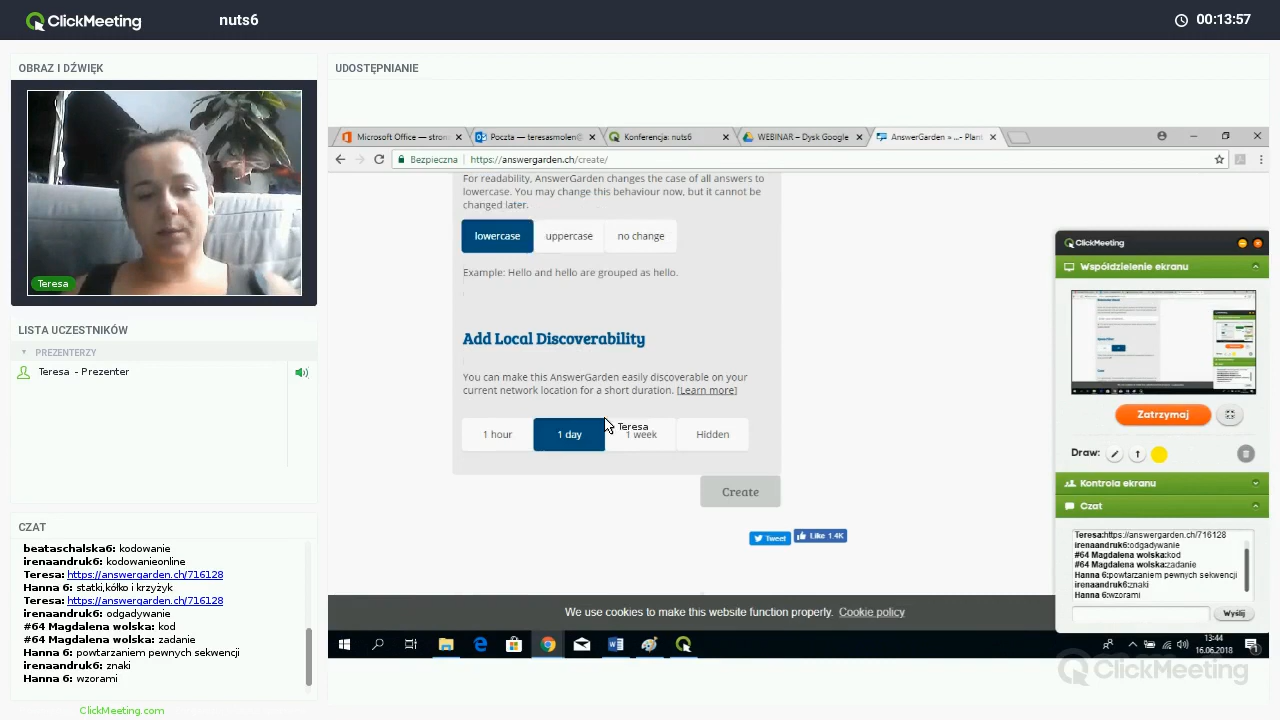 ClickMeeting
nuts6
00:13:57
OBRAZ I DŹWIĘK
Teresa
LISTA UCZESTNIKÓW
PREZENTERZY
Teresa - Prezenter
CZAT
beataschalska6: kodowanie
irenaandruk6: kodowanieonline
Teresa: https://answergarden.ch/716128
Hanna 6: statki,kółko i krzyżyk
Teresa: https://answergarden.ch/716128
irenaandruk6: odgadywanie
#64 Magdalena wolska: kod
#64 Magdalena wolska: zadanie
Hanna 6: powtarzaniem pewnych sekwencji
irenaandruk6: znaki
Hanna 6: wzorami
ClickMeeting.com
UDOSTĘPNIANIE
Microsoft Office — stron
Poczta — teresasmolen@
Konferencja: nuts6
WEBINAR – Dysk Google
AnswerGarden » ...- Plant
Bezpieczna
https://answergarden.ch/create/
For readability, AnswerGarden changes the case of all answers to
lowercase. You may change this behaviour now, but it cannot be
changed later.
lowercase uppercase no change
Example: Hello and hello are grouped as hello.
Add Local Discoverability
You can make this AnswerGarden easily discoverable on your
current network location for a short duration. [Learn more]
1 hour 1 day 1 week Hidden
Teresa
Create
Tweet
Like 1.4K
We use cookies to make this website function properly. Cookie policy
ClickMeeting
Współdzielenie ekranu
Zatrzymaj
Draw:
Kontrola ekranu
Czat
Teresa:https://answergarden.ch/716128
irenaandruk6:odgadywanie
#64 Magdalena wolska:kod
#64 Magdalena wolska:zadanie
Hanna 6:powtarzaniem pewnych sekwencji
irenaandruk6:znaki
Hanna 6:wzorami
Wyślij
13:44
16.06.2018
ClickMeeting